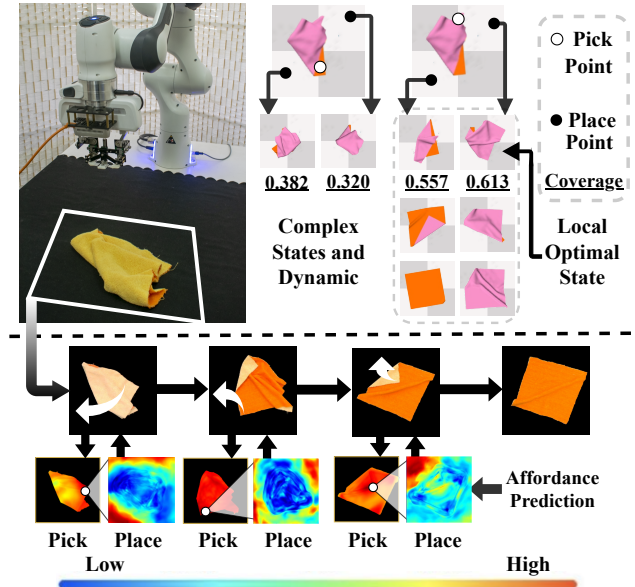 Pick
Point
Place
Point
0.382
0.320
0.557
0.613
Coverage
Complex
States and
Dynamic
Local
Optimal
State
Affordance
Prediction
Pick
Place
Pick
Place
Pick
Place
Low
High